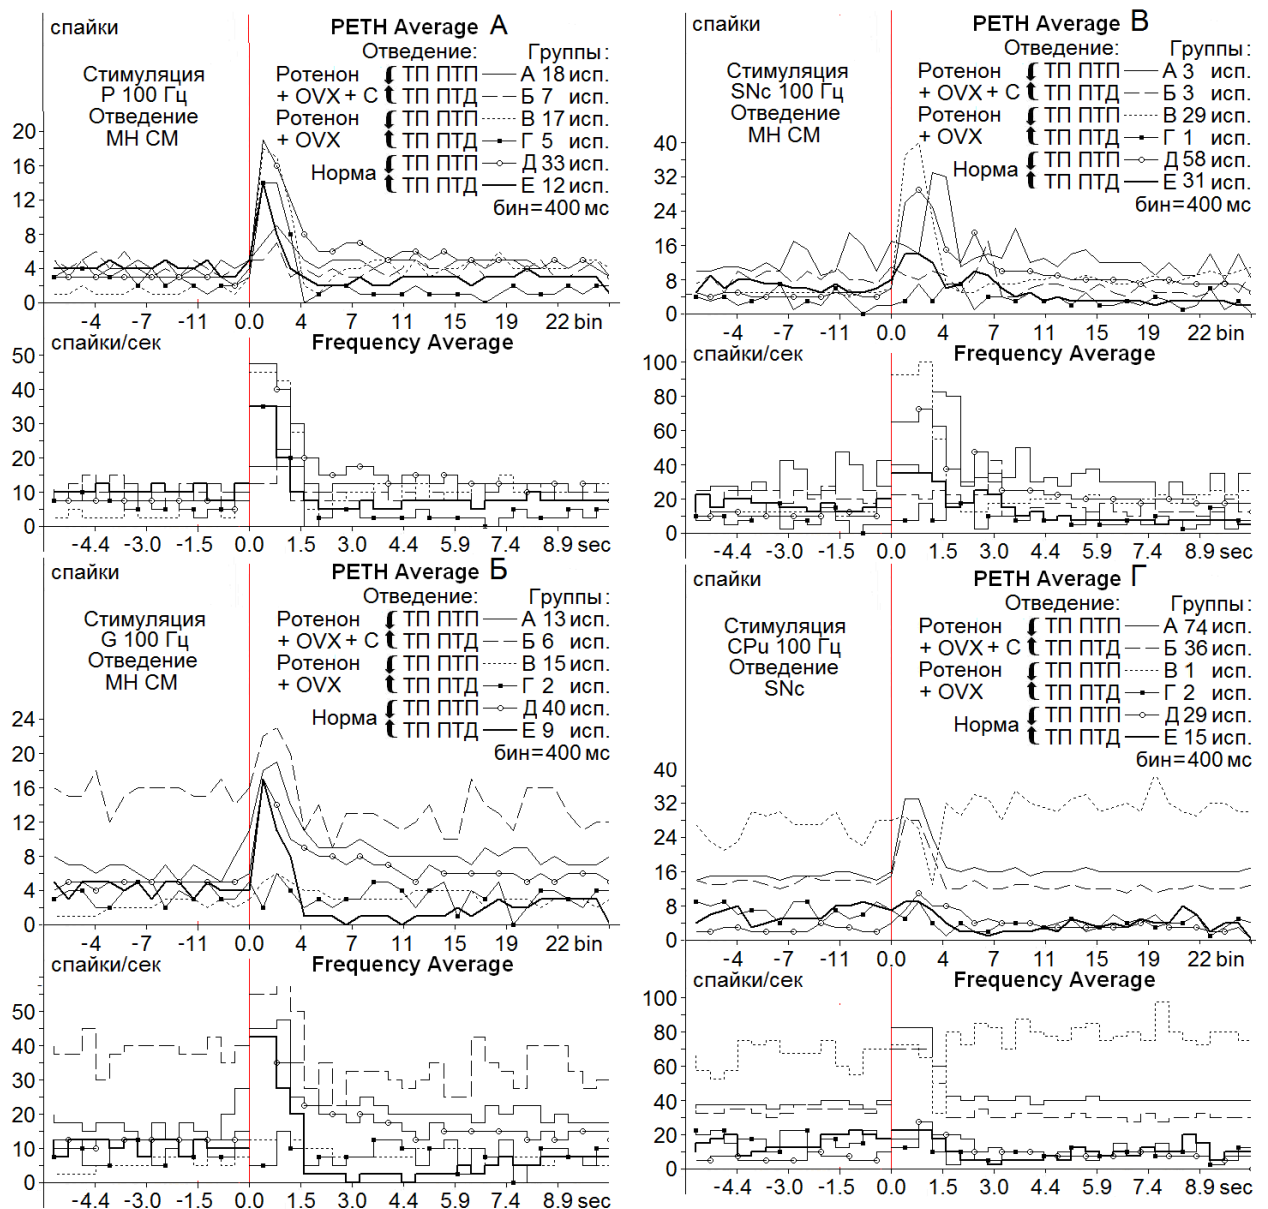 спайки
PETH Average А
Отведение:
Группы:
Стимуляция
P 100 Гц
Отведение
МН СМ
Ротенон
+ OVX + C
ТП ПТП
А 18 исп.
ТП ПТД
Б 7 исп.
Ротенон
+ OVX
ТП ПТП
В 17 исп.
ТП ПТД
Г 5 исп.
Норма
ТП ПТП
Д 33 исп.
ТП ПТД
Е 12 исп.
бин=400 мс
20
16
12
8
4
0
-4 -7 -11 0.0 4 7 11 15 19 22 bin
спайки/сек
Frequency Average
50
40
30
20
10
0
-4.4 -3.0 -1.5 0.0 1.5 3.0 4.4 5.9 7.4 8.9 sec
спайки
PETH Average Б
Отведение:
Группы:
Стимуляция
G 100 Гц
Отведение
МН СМ
Ротенон
+ OVX + C
ТП ПТП
А 13 исп.
ТП ПТД
Б 6 исп.
Ротенон
+ OVX
ТП ПТП
В 15 исп.
ТП ПТД
Г 2 исп.
Норма
ТП ПТП
Д 40 исп.
ТП ПТД
Е 9 исп.
бин=400 мс
24
20
16
12
8
4
0
-4 -7 -11 0.0 4 7 11 15 19 22 bin
спайки/сек
Frequency Average
50
40
30
20
10
0
-4.4 -3.0 -1.5 0.0 1.5 3.0 4.4 5.9 7.4 8.9 sec
спайки
PETH Average В
Отведение:
Группы:
Стимуляция
SNc 100 Гц
Отведение
МН СМ
Ротенон
+ OVX + C
ТП ПТП
А 3 исп.
ТП ПТД
Б 3 исп.
Ротенон
+ OVX
ТП ПТП
В 29 исп.
ТП ПТД
Г 1 исп.
Норма
ТП ПТП
Д 58 исп.
ТП ПТД
Е 31 исп.
бин=400 мс
40
32
24
16
8
0
-4 -7 -11 0.0 4 7 11 15 19 22 bin
спайки/сек
Frequency Average
100
80
60
40
20
0
-4.4 -3.0 -1.5 0.0 1.5 3.0 4.4 5.9 7.4 8.9 sec
спайки
PETH Average Г
Отведение:
Группы:
Стимуляция
CPu 100 Гц
Отведение
SNc
Ротенон
+ OVX + C
ТП ПТП
А 74 исп.
ТП ПТД
Б 36 исп.
Ротенон
+ OVX
ТП ПТП
В 1 исп.
ТП ПТД
Г 2 исп.
Норма
ТП ПТП
Д 29 исп.
ТП ПТД
Е 15 исп.
бин=400 мс
40
32
24
16
8
0
-4 -7 -11 0.0 4 7 11 15 19 22 bin
спайки/сек
Frequency Average
100
80
60
40
20
0
-4.4 -3.0 -1.5 0.0 1.5 3.0 4.4 5.9 7.4 8.9 sec